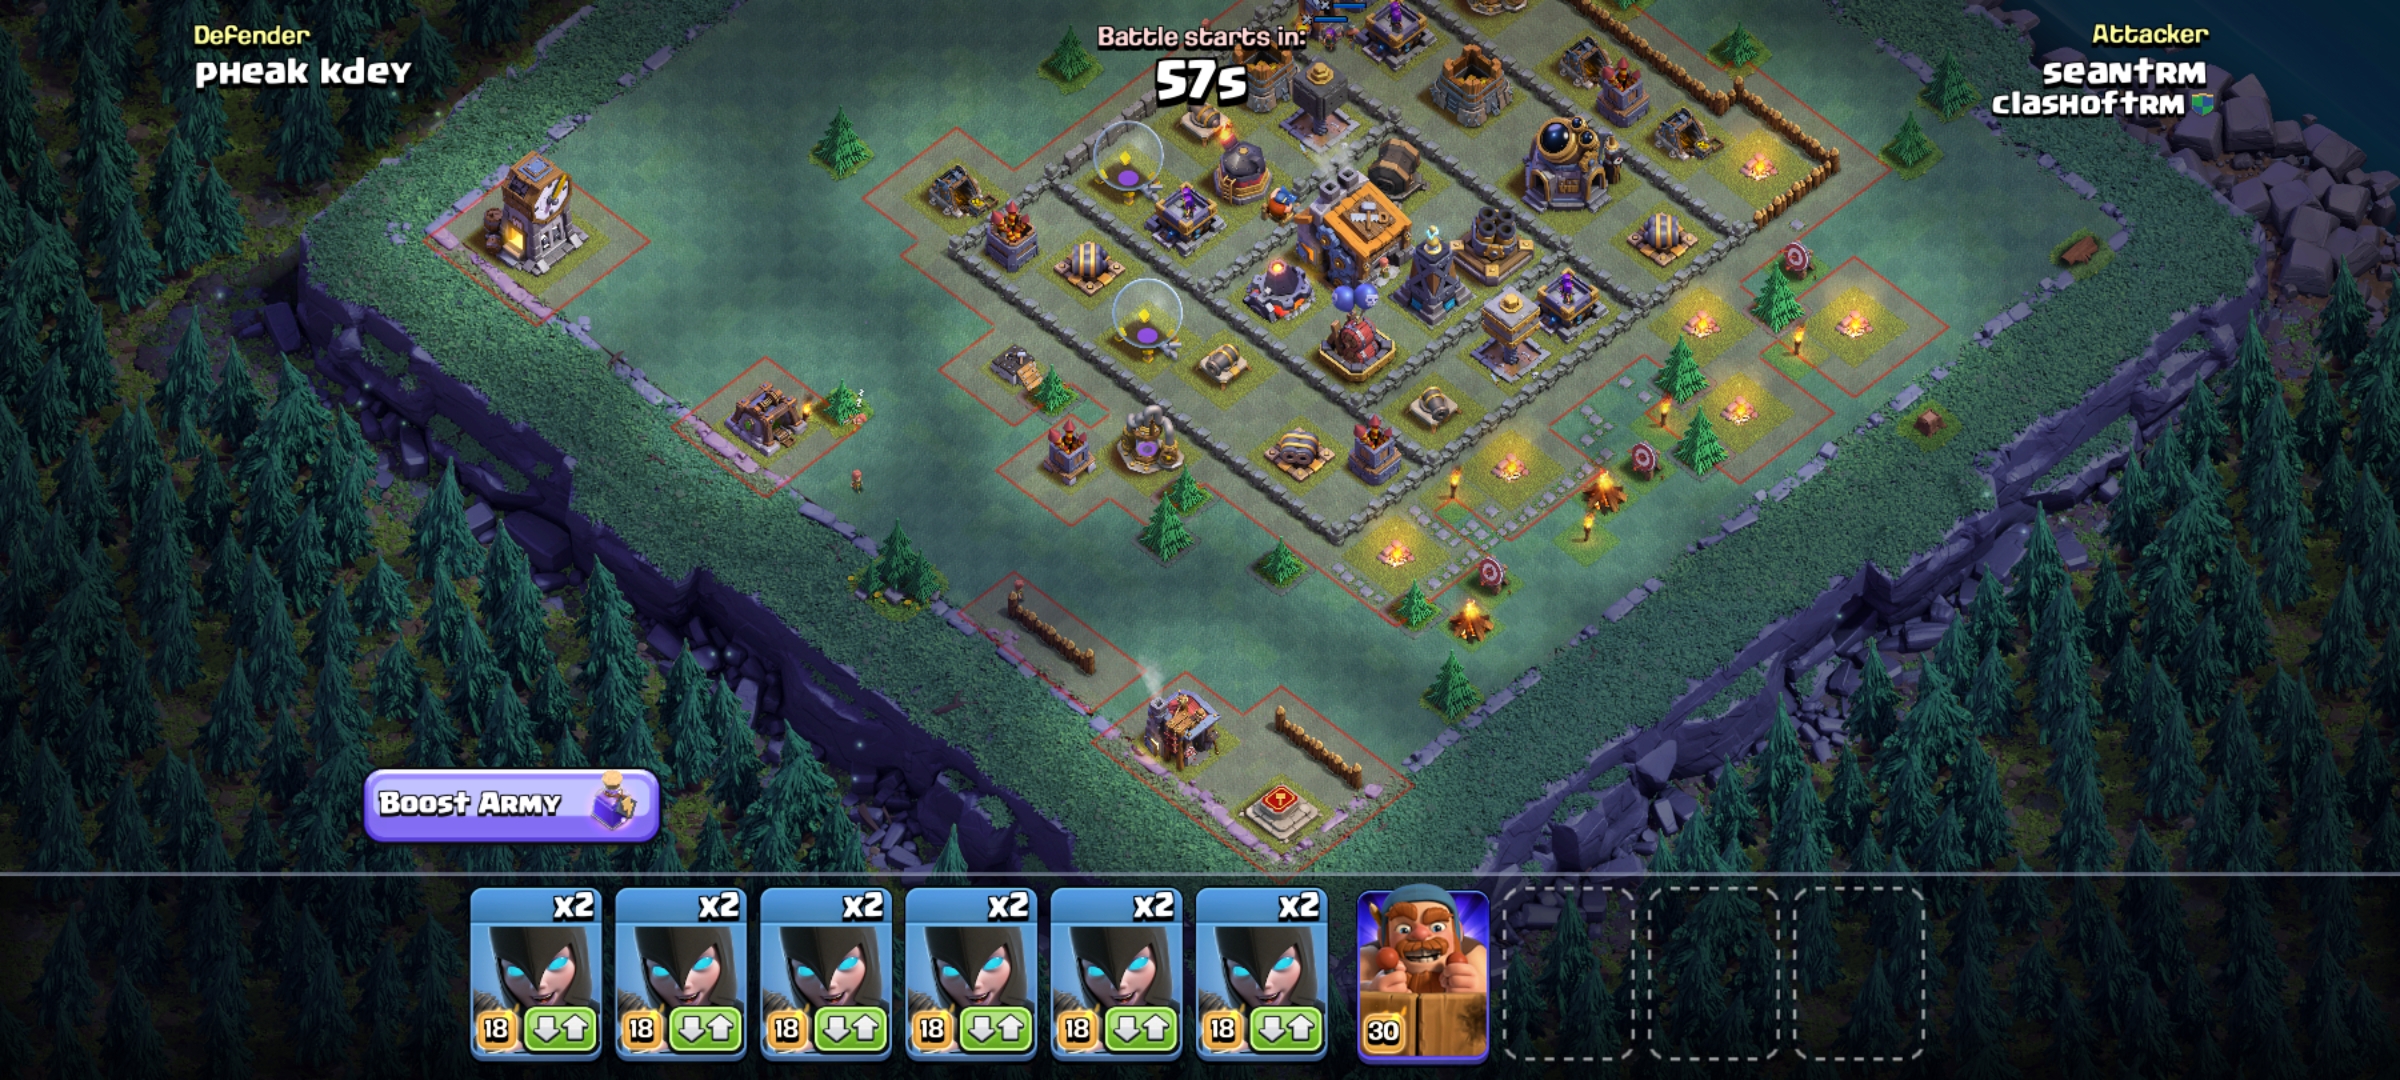 Defender
pHeak kdey
Battle starts in:
57s
Attacker
seantRM
clashoftRM
Boost Army
x2
x2
x2
x2
x2
x2
18
18
18
18
18
18
30